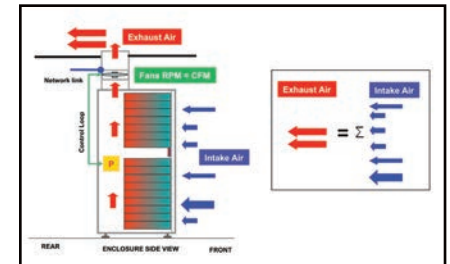 Exhaust Air
Network link
Fans RPM = CFM
Control Loop
P
Intake Air
REAR
ENCLOSURE SIDE VIEW
FRONT
Exhaust Air
Intake Air
= Σ